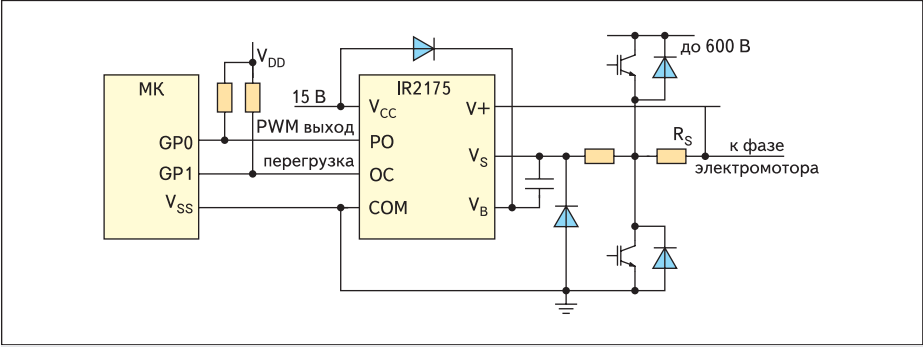 до 600 В
V_DD
МК
IR2175
15 В
V_CC
V+
PWM выход
PO
R_S
GP0
V_S
к фазе
перегрузка
электромотора
GP1
OC
V_SS
COM
V_B